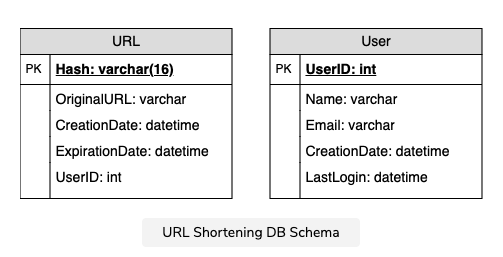 URL
PK Hash: varchar(16)
OriginalURL: varchar
CreationDate: datetime
ExpirationDate: datetime
UserID: int
User
PK UserID: int
Name: varchar
Email: varchar
CreationDate: datetime
LastLogin: datetime
URL Shortening DB Schema